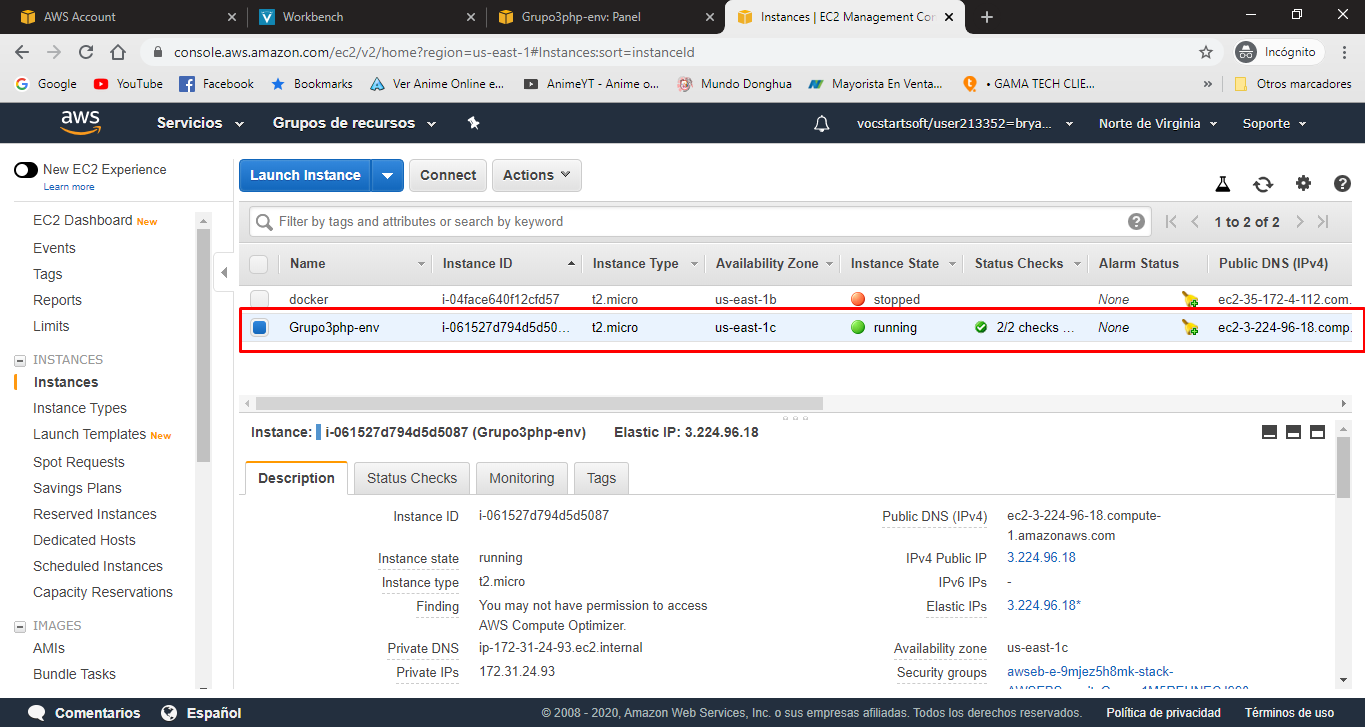 AWS Account
Workbench
Grupo3php-env: Panel
Instances | EC2 Management Cor
console.aws.amazon.com/ec2/v2/home?region=us-east-1#Instances:sort=instanceId
Incógnito
Google
YouTube
Facebook
Bookmarks
Ver Anime Online e...
AnimeYT - Anime o...
Mundo Donghua
Mayorista En Venta...
• GAMA TECH CLIE...
Otros marcadores
aws
Servicios
Grupos de recursos
vocstartsoft/user213352=brya...
Norte de Virginia
Soporte
New EC2 Experience
Learn more
EC2 Dashboard New
Events
Tags
Reports
Limits
INSTANCES
Instances
Instance Types
Launch Templates New
Spot Requests
Savings Plans
Reserved Instances
Dedicated Hosts
Scheduled Instances
Capacity Reservations
IMAGES
AMIs
Bundle Tasks
Launch Instance
Connect
Actions
Filter by tags and attributes or search by keyword
1 to 2 of 2
Name
Instance ID
Instance Type
Availability Zone
Instance State
Status Checks
Alarm Status
Public DNS (IPv4)
docker
i-04face640f12cfd57
t2.micro
us-east-1b
stopped
None
ec2-35-172-4-112.com.
Grupo3php-env
i-061527d794d5d50...
t2.micro
us-east-1c
running
2/2 checks ...
None
ec2-3-224-96-18.comp.
Instance: i-061527d794d5d5087 (Grupo3php-env)
Elastic IP: 3.224.96.18
Description
Status Checks
Monitoring
Tags
Instance ID
i-061527d794d5d5087
Public DNS (IPv4)
ec2-3-224-96-18.compute-
1.amazonaws.com
Instance state
running
IPv4 Public IP
3.224.96.18
Instance type
t2.micro
IPv6 IPs
-
Finding
You may not have permission to access
AWS Compute Optimizer.
Elastic IPs
3.224.96.18*
Private DNS
ip-172-31-24-93.ec2.internal
Availability zone
us-east-1c
Private IPs
172.31.24.93
Security groups
awseb-e-9mjez5h8mk-stack-
Comentarios
Español
© 2008 - 2020, Amazon Web Services, Inc. o sus empresas afiliadas. Todos los derechos reservados.
Política de privacidad
Términos de uso